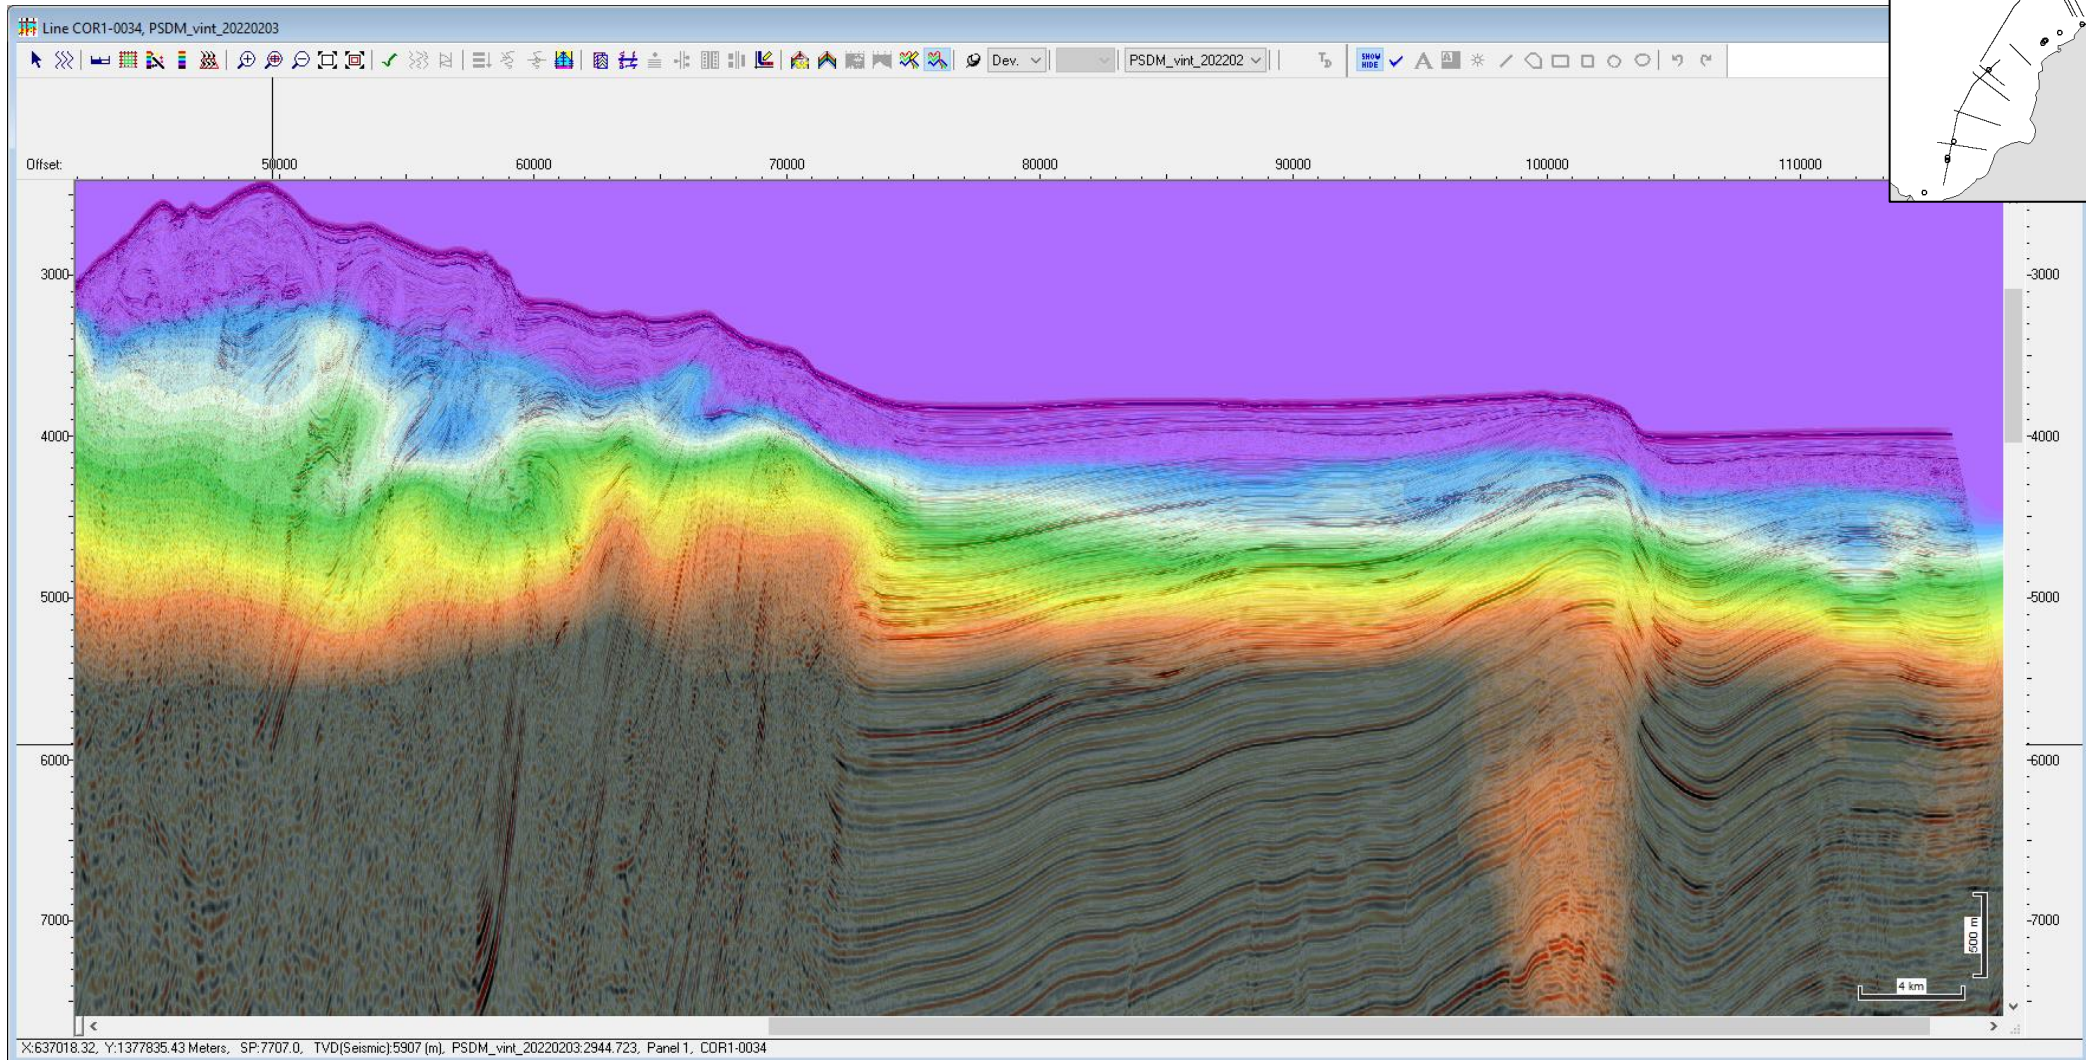 Line COR1-0034, PSDM_vint_20220203
Dev.
PSDM_vint_202202
T D
SHOW
HIDE
A
A
Offset:
50000 60000 70000 80000 90000 100000 110000
3000 3000
4000 4000
5000 5000
6000 6000
7000 7000
500 m
4 km
X:637018.32, Y:1377835.43 Meters, SP:7707.0, TVD(Seismic):5907 (m), PSDM_vint_20220203:2944.723, Panel 1, COR1-0034